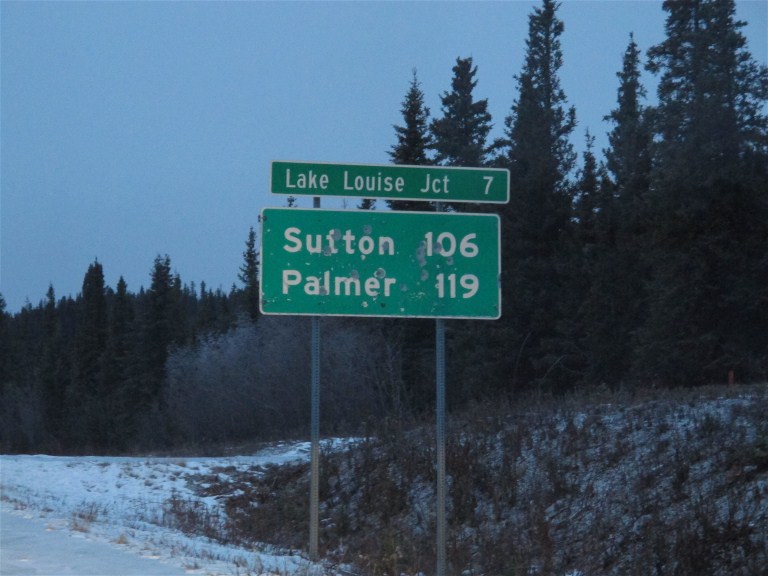 Lake Louise Jct 7
Sutton 106
Palmer 119